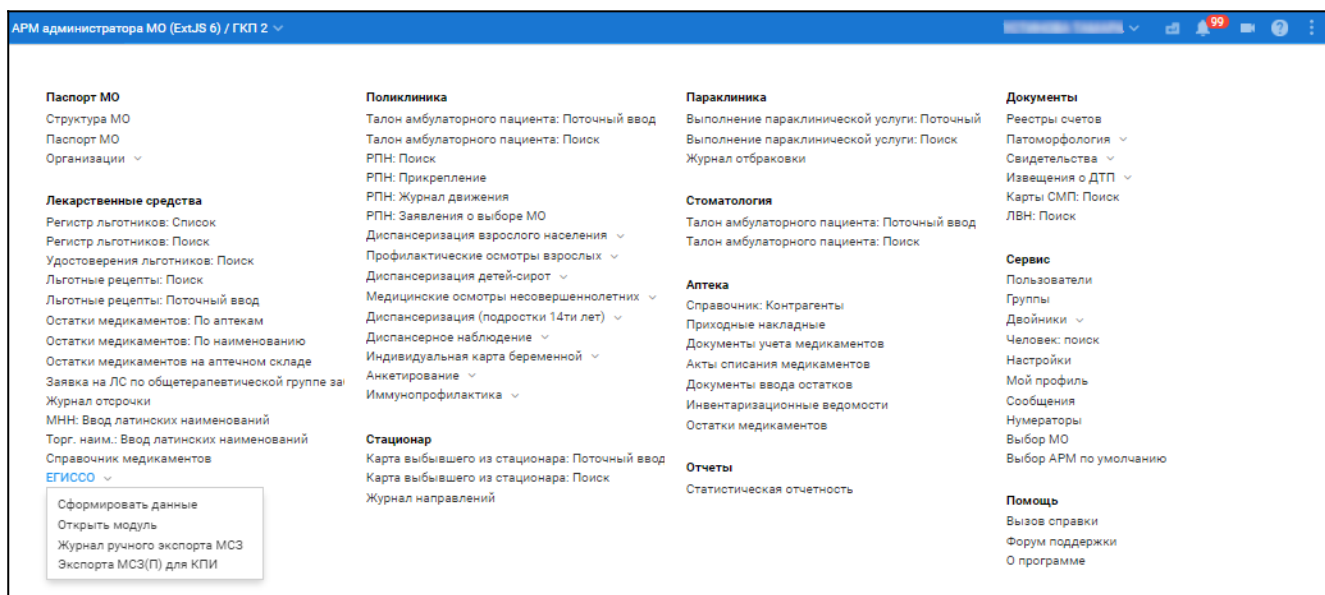 АРМ администратора МО (ExtJS 6) / ГКП 2
99
Паспорт МО
Структура МО
Паспорт МО
Организации
Лекарственные средства
Регистр льготников: Список
Регистр льготников: Поиск
Удостоверения льготников: Поиск
Льготные рецепты: Поиск
Льготные рецепты: Поточный ввод
Остатки медикаментов: По аптекам
Остатки медикаментов: По наименованию
Остатки медикаментов на аптечном складе
Заявка на ЛС по общетерапевтической группе за
Журнал отсрочки
МНН: Ввод латинских наименований
Торг. наим.: Ввод латинских наименований
Справочник медикаментов
ЕГИССО
Сформировать данные
Открыть модуль
Журнал ручного экспорта МСЗ
Экспорта МСЗ(П) для КПИ
Поликлиника
Талон амбулаторного пациента: Поточный ввод
Талон амбулаторного пациента: Поиск
РПН: Поиск
РПН: Прикрепление
РПН: Журнал движения
РПН: Заявления о выборе МО
Диспансеризация взрослого населения
Профилактические осмотры взрослых
Диспансеризация детей-сирот
Медицинские осмотры несовершеннолетних
Диспансеризация (подростки 14ти лет)
Диспансерное наблюдение
Индивидуальная карта беременной
Анкетирование
Иммунопрофилактика
Стационар
Карта выбывшего из стационара: Поточный ввод
Карта выбывшего из стационара: Поиск
Журнал направлений
Параклиника
Выполнение параклинической услуги: Поточный
Выполнение параклинической услуги: Поиск
Журнал отбраковки
Стоматология
Талон амбулаторного пациента: Поточный ввод
Талон амбулаторного пациента: Поиск
Аптека
Справочник: Контрагенты
Приходные накладные
Документы учета медикаментов
Акты списания медикаментов
Документы ввода остатков
Инвентаризационные ведомости
Остатки медикаментов
Отчеты
Статистическая отчетность
Документы
Реестры счетов
Патоморфология
Свидетельства
Извещения о ДТП
Карты СМП: Поиск
ЛВН: Поиск
Сервис
Пользователи
Группы
Двойники
Человек: поиск
Настройки
Мой профиль
Сообщения
Нумераторы
Выбор МО
Выбор АРМ по умолчанию
Помощь
Вызов справки
Форум поддержки
О программе